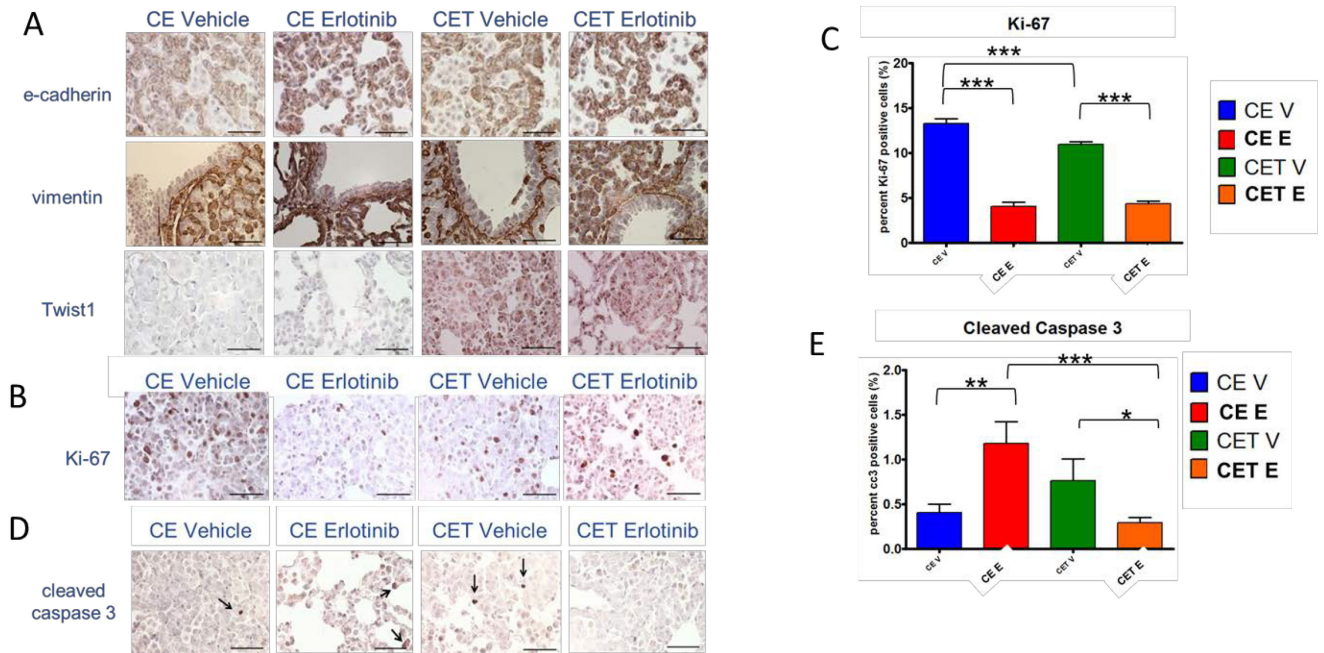 A
CE Vehicle CE Erlotinib CET Vehicle CET Erlotinib
e-cadherin
vimentin
Twist1
B
CE Vehicle CE Erlotinib CET Vehicle CET Erlotinib
Ki-67
D
CE Vehicle CE Erlotinib CET Vehicle CET Erlotinib
cleaved
caspase 3
C
Ki-67
percent Ki-67 positive cells (%)
20
15
10
5
0
***
***
***
CE V CE E CET V CET E
CE V
CE E
CET V
CET E
E
Cleaved Caspase 3
percent cc3 positive cells (%)
2.0
1.5
1.0
0.5
0.0
**
***
*
CE V CE E CET V CET E
CE V
CE E
CET V
CET E